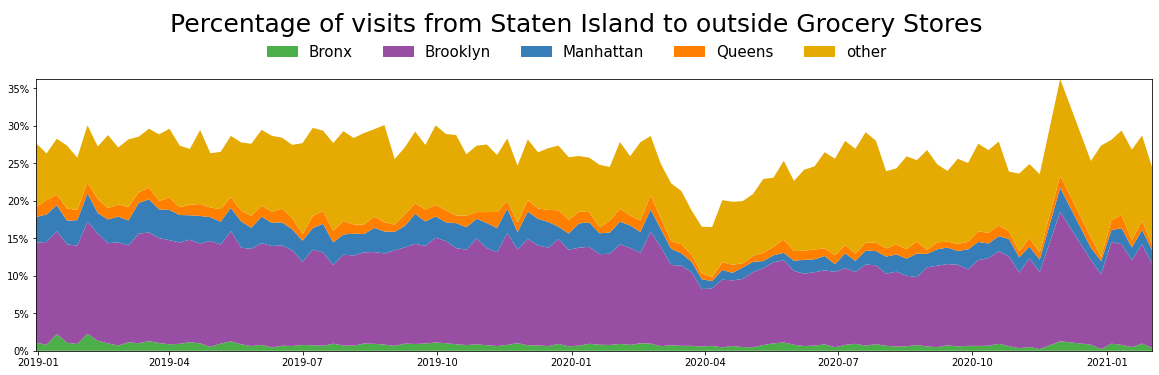 Percentage of visits from Staten Island to outside Grocery Stores
Bronx Brooklyn Manhattan Queens other
35%
30%
25%
20%
15%
10%
5%
0%
2019-01 2019-04 2019-07 2019-10 2020-01 2020-04 2020-07 2020-10 2021-01